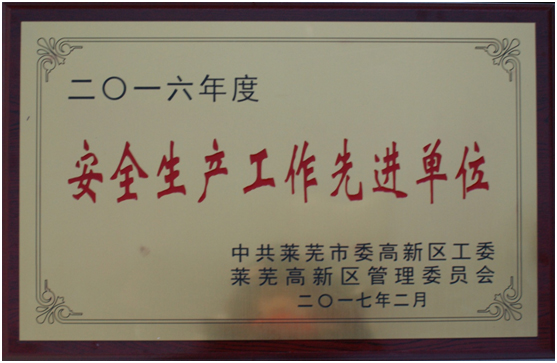 二〇一六年度
安全生产工作先进单位
中共莱芜市委高新区工委
莱芜高新区管理委员会
二〇一七年二月